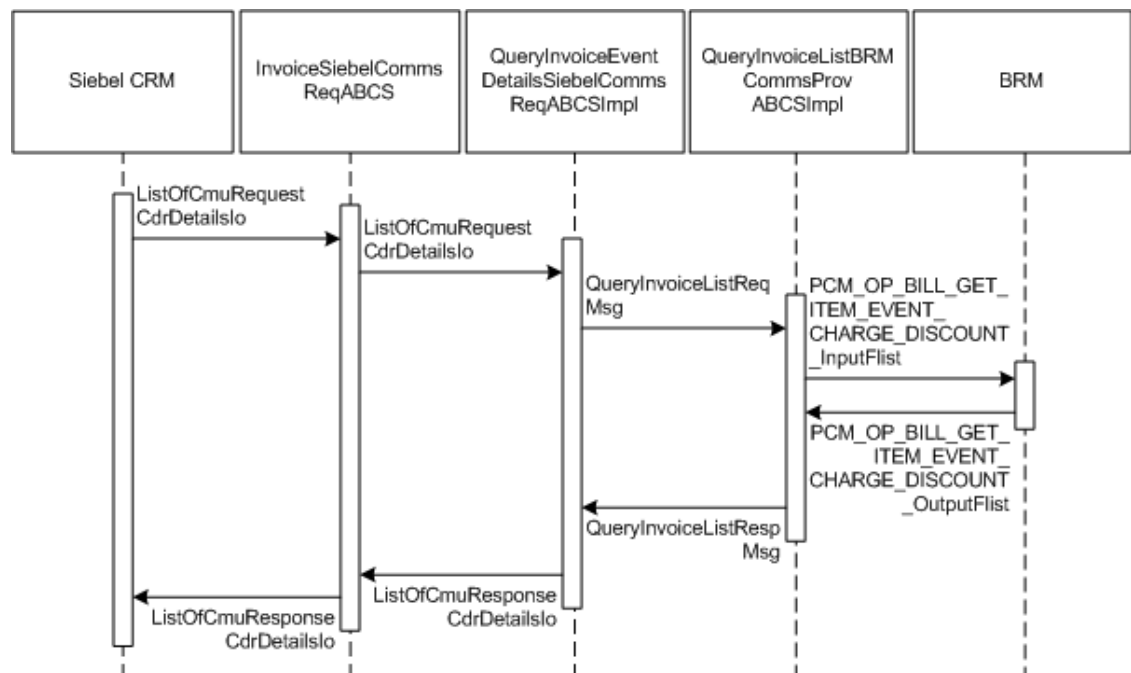 Siebel CRM
InvoiceSiebelComms
ReqABCS
QueryInvoiceEvent
DetailsSiebelComms
ReqABCSImpl
QueryInvoiceListBRM
CommsProv
ABCSImpl
BRM
ListOfCmuRequest
CdrDetailsIo
ListOfCmuRequest
CdrDetailsIo
QueryInvoiceListReq
Msg
PCM_OP_BILL_GET_
ITEM_EVENT_
CHARGE_DISCOUNT
_InputFlist
PCM_OP_BILL_GET_
ITEM_EVENT_
CHARGE_DISCOUNT
_OutputFlist
QueryInvoiceListResp
Msg
ListOfCmuResponse
CdrDetailsIo
ListOfCmuResponse
CdrDetailsIo